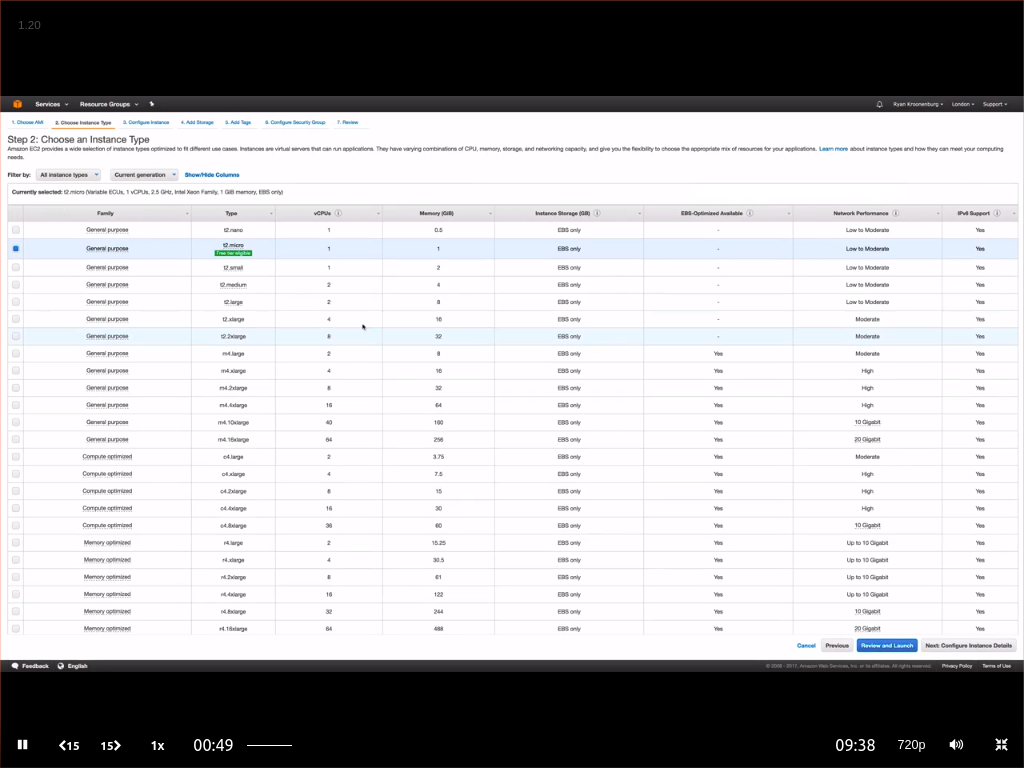 1.20
Services Resource Groups Ryan Kroonenburg London Support
1. Choose AMI 2. Choose Instance Type 3. Configure Instance 4. Add Storage 5. Add Tags 6. Configure Security Group 7. Review
Step 2: Choose an Instance Type
Amazon EC2 provides a wide selection of instance types optimized to fit different use cases. Instances are virtual servers that can run applications. They have varying combinations of CPU, memory, storage, and networking capacity, and give you the flexibility to choose the appropriate mix of resources for your applications. Learn more about instance types and how they can meet your computing
needs.
Filter by: All instance types Current generation Show/Hide Columns
Currently selected: t2.micro (Variable ECUs, 1 vCPUs, 2.5 GHz, Intel Xeon Family, 1 GiB memory, EBS only)
Family Type vCPUs Memory (GiB) Instance Storage (GB) EBS-Optimized Available Network Performance IPv6 Support
General purpose t2.nano 1 0.5 EBS only - Low to Moderate Yes
General purpose t2.micro 1 1 EBS only - Low to Moderate Yes
Free tier eligible
General purpose t2.small 1 2 EBS only - Low to Moderate Yes
General purpose t2.medium 2 4 EBS only - Low to Moderate Yes
General purpose t2.large 2 8 EBS only - Low to Moderate Yes
General purpose t2.xlarge 4 16 EBS only - Moderate Yes
General purpose t2.2xlarge 8 32 EBS only - Moderate Yes
General purpose m4.large 2 8 EBS only Yes Moderate Yes
General purpose m4.xlarge 4 16 EBS only Yes High Yes
General purpose m4.2xlarge 8 32 EBS only Yes High Yes
General purpose m4.4xlarge 16 64 EBS only Yes High Yes
General purpose m4.10xlarge 40 160 EBS only Yes 10 Gigabit Yes
General purpose m4.16xlarge 64 256 EBS only Yes 20 Gigabit Yes
Compute optimized c4.large 2 3.75 EBS only Yes Moderate Yes
Compute optimized c4.xlarge 4 7.5 EBS only Yes High Yes
Compute optimized c4.2xlarge 8 15 EBS only Yes High Yes
Compute optimized c4.4xlarge 16 30 EBS only Yes High Yes
Compute optimized c4.8xlarge 36 60 EBS only Yes 10 Gigabit Yes
Memory optimized r4.large 2 15.25 EBS only Yes Up to 10 Gigabit Yes
Memory optimized r4.xlarge 4 30.5 EBS only Yes Up to 10 Gigabit Yes
Memory optimized r4.2xlarge 8 61 EBS only Yes Up to 10 Gigabit Yes
Memory optimized r4.4xlarge 16 122 EBS only Yes Up to 10 Gigabit Yes
Memory optimized r4.8xlarge 32 244 EBS only Yes 10 Gigabit Yes
Memory optimized r4.16xlarge 64 488 EBS only Yes 20 Gigabit Yes
Cancel Previous Review and Launch Next: Configure Instance Details
Feedback English © 2008 - 2017, Amazon Web Services, Inc. or its affiliates. All rights reserved. Privacy Policy Terms of Use
15 15 1x 00:49 09:38 720p